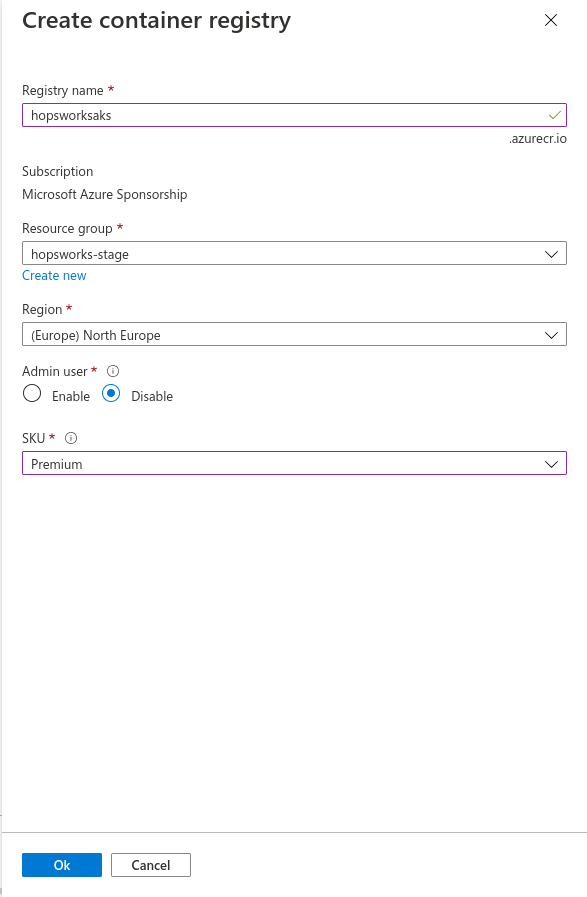 Create container registry
Registry name *
hopsworksaks
.azurecr.io
Subscription
Microsoft Azure Sponsorship
Resource group *
hopsworks-stage
Create new
Region *
(Europe) North Europe
Admin user *
Enable Disable
SKU *
Premium
Ok Cancel